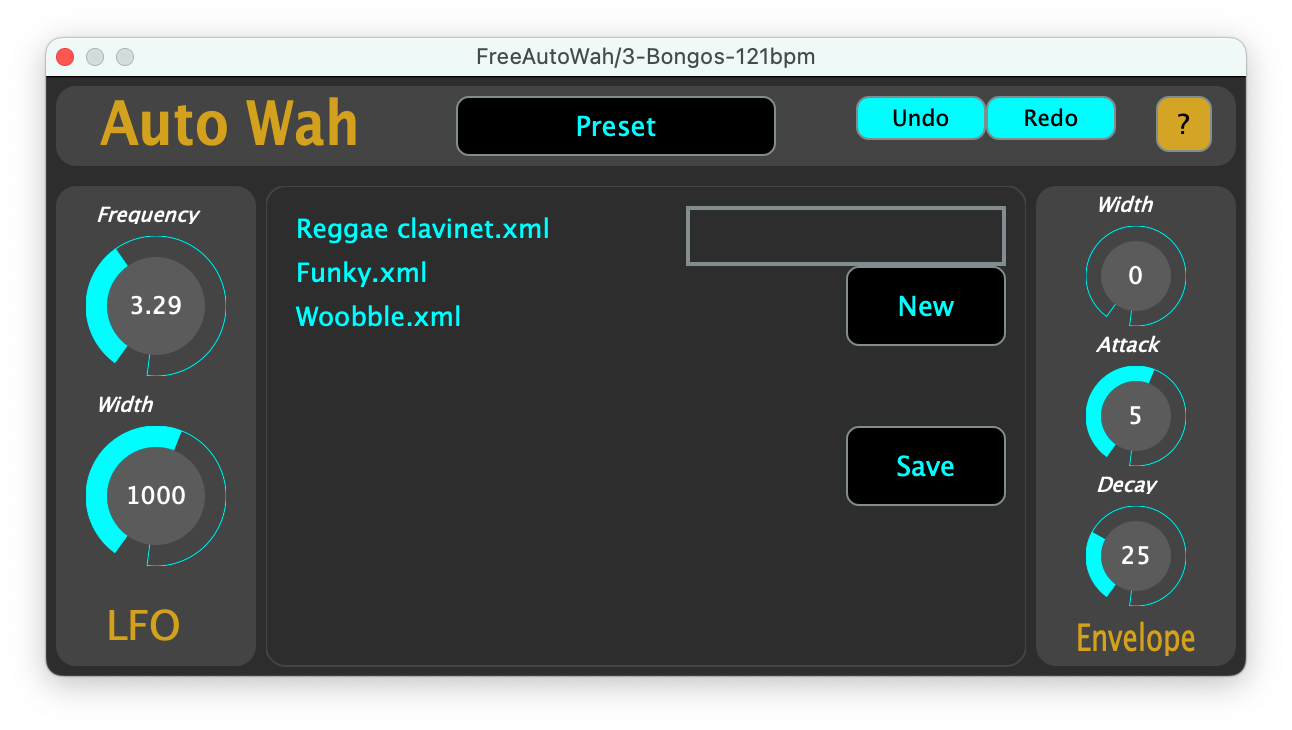 FreeAutoWah/3-Bongos-121bpm
Auto Wah
Preset
Undo
Redo
?
Frequency
3.29
Width
1000
LFO
Reggae clavinet.xml
Funky.xml
Woobble.xml
New
Save
Width
0
Attack
5
Decay
25
Envelope